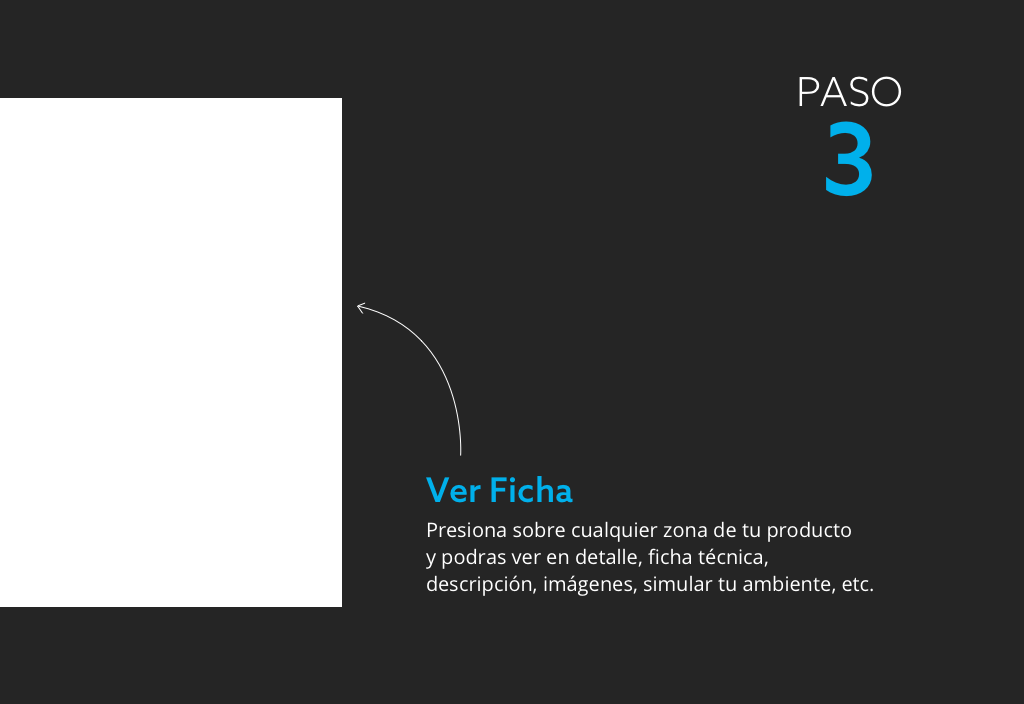 PASO
3
Ver Ficha
Presiona sobre cualquier zona de tu producto
y podras ver en detalle, ficha técnica,
descripción, imágenes, simular tu ambiente, etc.